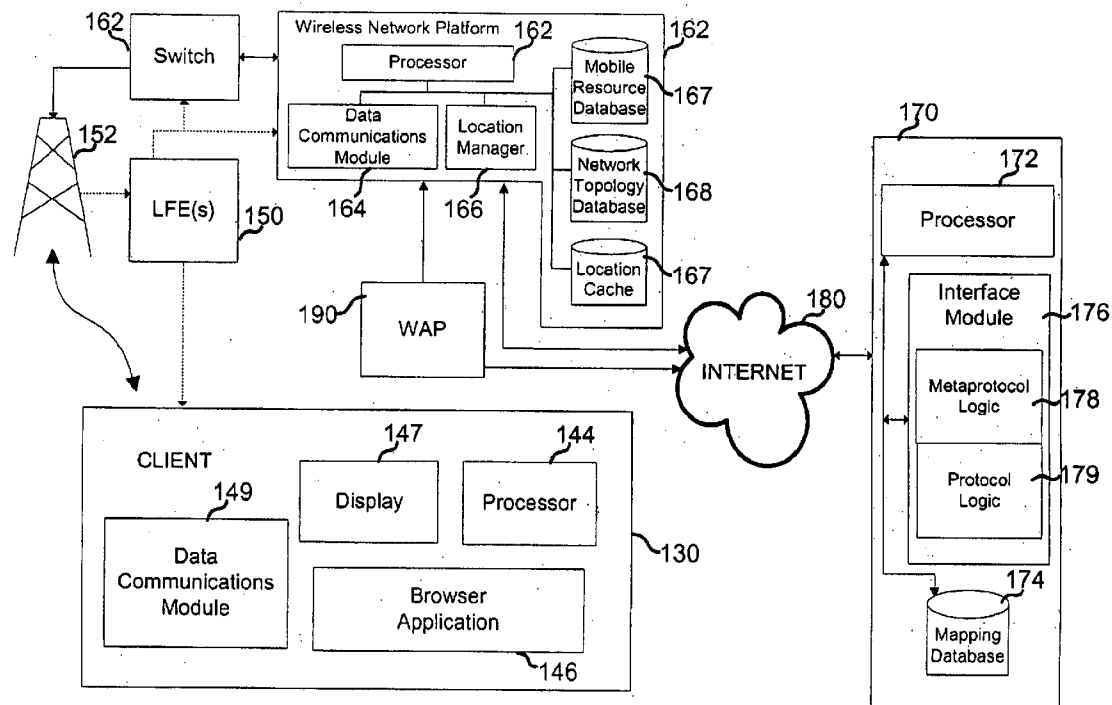 162
Switch
152
LFE(s)
150
Wireless Network Platform
162
Processor
162
Data
Communications
Module
164
Location
Manager
166
Mobile
Resource
Database
167
Network
Topology
Database
168
Location
Cache
167
190
WAP
180
INTERNET
170
172
Processor
Interface
Module
176
Metaprotocol
Logic
178
Protocol
Logic
179
174
Mapping
Database
CLIENT
147
Display
144
Processor
149
Data
Communications
Module
130
Browser
Application
146